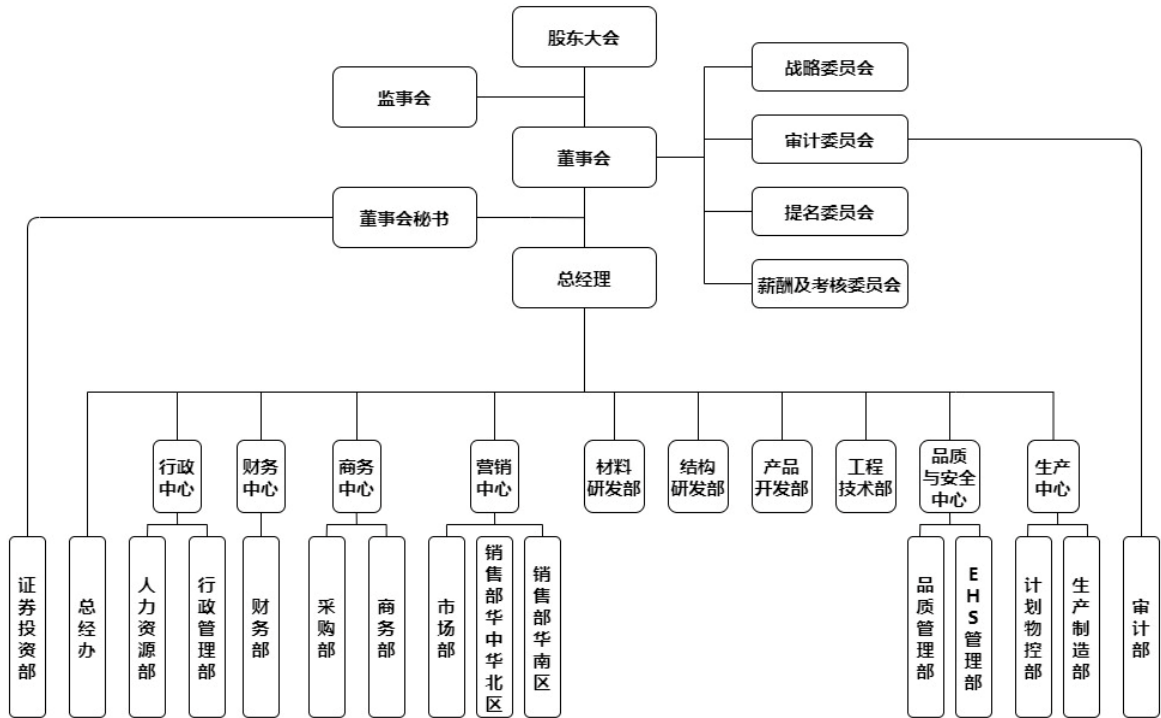 股东大会
战略委员会
监事会
审计委员会
董事会
提名委员会
董事会秘书
总经理
薪酬及考核委员会
行政
中心
财务
中心
商务
中心
营销
中心
材料
研发部
结构
研发部
产品
开发部
工程
技术部
品质
与安全
中心
生产
中心
证券投资部
总经办
人力资源部
行政管理部
财务部
采购部
商务部
市场部
销售部华中华北区
销售部华南区
品质管理部
EHS管理部
计划物控部
生产制造部
审计部